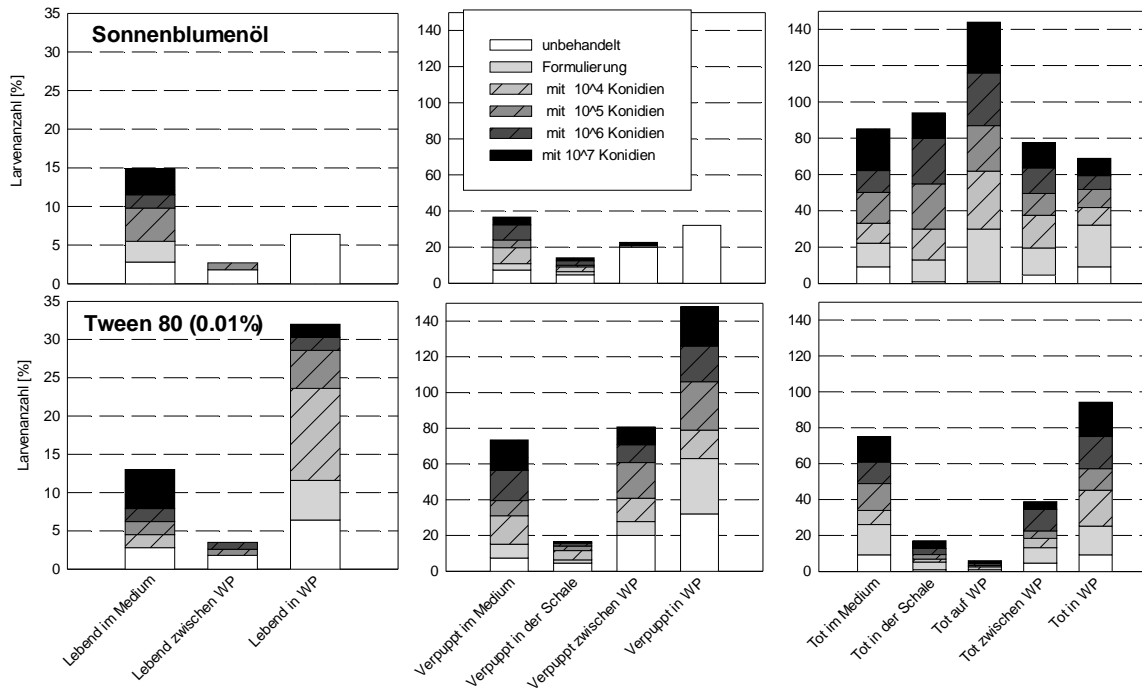 35
30
25
20
15
10
5
0
Larvenanzahl [%]
Sonnenblumenöl
140
120
100
80
60
40
20
0
unbehandelt
Formulierung
mit 10^4 Konidien
mit 10^5 Konidien
mit 10^6 Konidien
mit 10^7 Konidien
140
120
100
80
60
40
20
0
35
30
25
20
15
10
5
0
Larvenanzahl [%]
Tween 80 (0.01%)
Lebend im Medium
Lebend zwischen WP
Lebend in WP
140
120
100
80
60
40
20
0
Verpuppt im Medium
Verpuppt in der Schale
Verpuppt zwischen WP
Verpuppt in WP
140
120
100
80
60
40
20
0
Tot im Medium
Tot in der Schale
Tot auf WP
Tot zwischen WP
Tot in WP